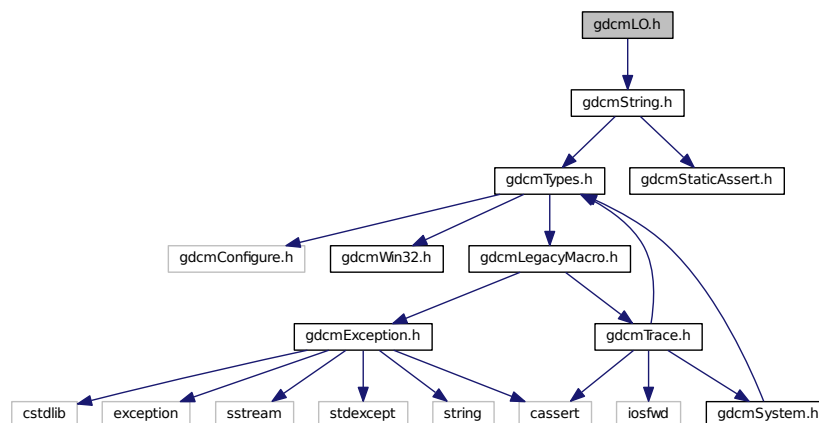 gdcmLO.h
gdcmString.h
gdcmTypes.h
gdcmStaticAssert.h
gdcmConfigure.h
gdcmWin32.h
gdcmLegacyMacro.h
gdcmException.h
gdcmTrace.h
cstdlib
exception
sstream
stdexcept
string
cassert
iosfwd
gdcmSystem.h